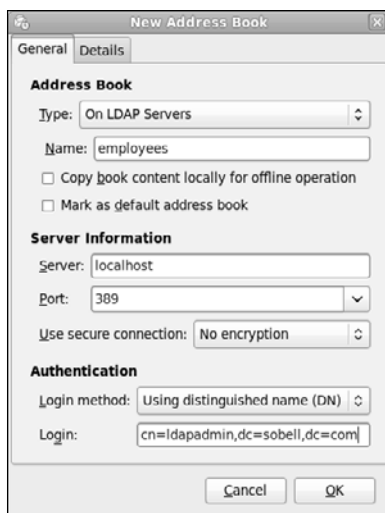 New Address Book
General Details
Address Book
Type: On LDAP Servers
Name: employees
Copy book content locally for offline operation
Mark as default address book
Server Information
Server: localhost
Port: 389
Use secure connection: No encryption
Authentication
Login method: Using distinguished name (DN)
Login: cn=ldapadmin,dc=sobell,dc=com
Cancel OK